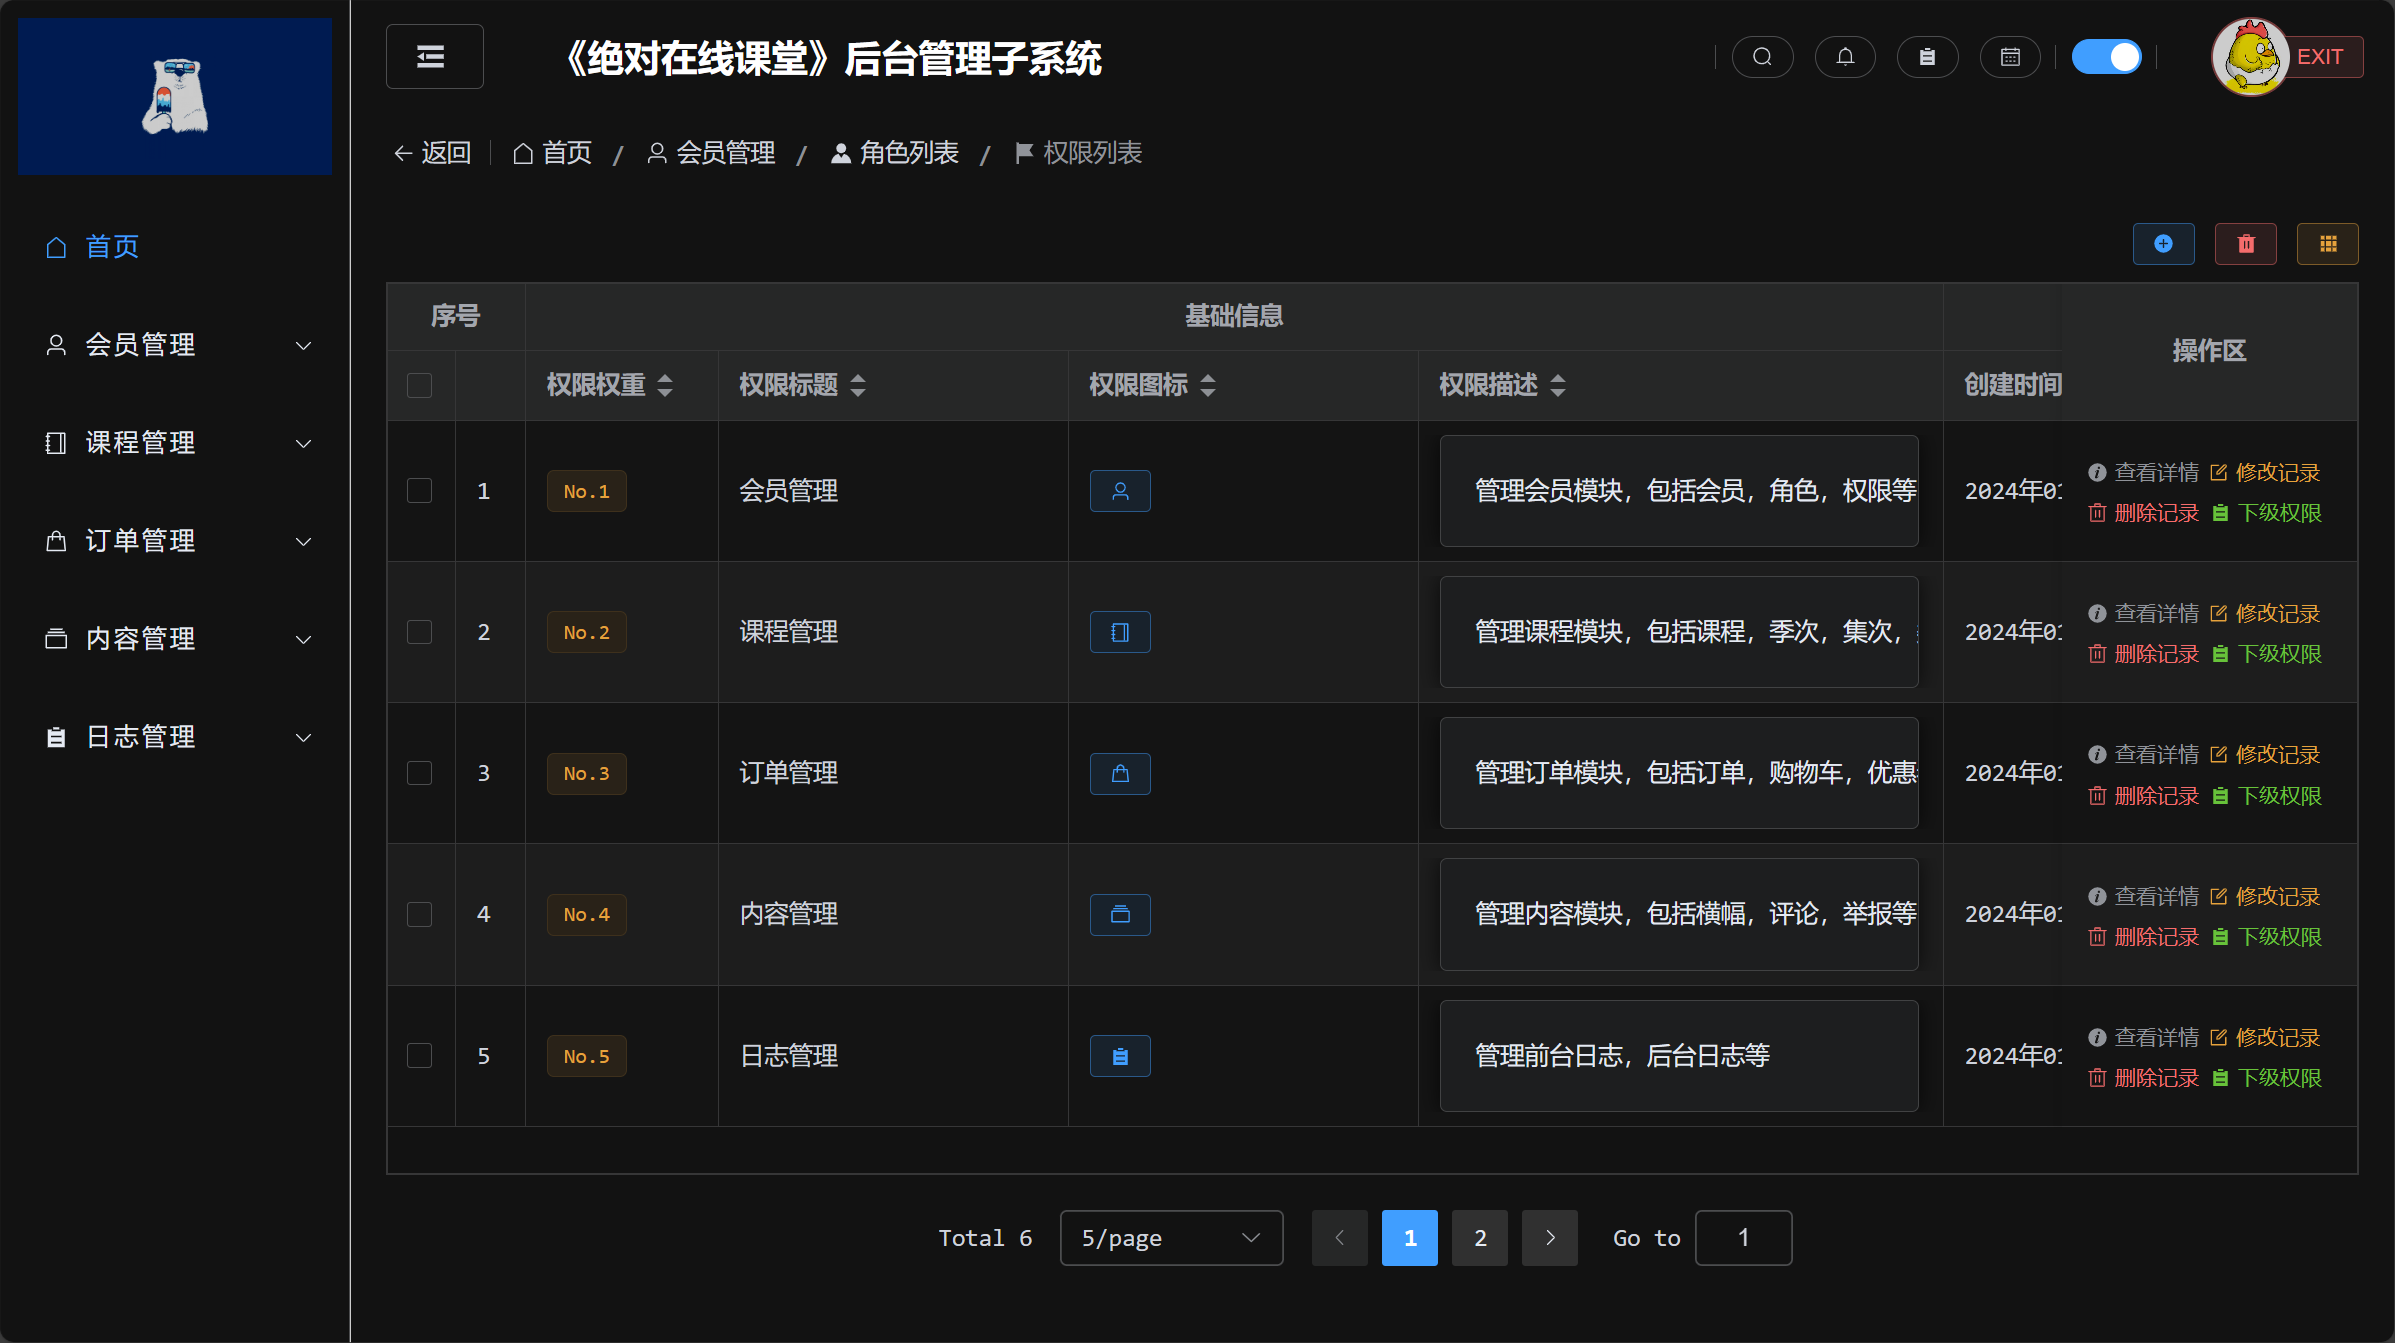 《绝对在线课堂》后台管理子系统
EXIT
返回 首页 / 会员管理 / 角色列表 / 权限列表
首页
会员管理
课程管理
订单管理
内容管理
日志管理
序号 基础信息 操作区
权限权重 权限标题 权限图标 权限描述 创建时间
1 No.1 会员管理 管理会员模块，包括会员，角色，权限等 2024年01 查看详情 修改记录
删除记录 下级权限
2 No.2 课程管理 管理课程模块，包括课程，季次，集次， 2024年01 查看详情 修改记录
删除记录 下级权限
3 No.3 订单管理 管理订单模块，包括订单，购物车，优惠 2024年01 查看详情 修改记录
删除记录 下级权限
4 No.4 内容管理 管理内容模块，包括横幅，评论，举报等 2024年01 查看详情 修改记录
删除记录 下级权限
5 No.5 日志管理 管理前台日志，后台日志等 2024年01 查看详情 修改记录
删除记录 下级权限
Total 6 5/page 1 2 Go to 1